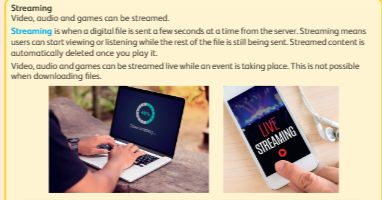 Streaming
Video, audio and games can be streamed.
Streaming is when a digital file is sent a few seconds at a time from the server. Streaming means
users can start viewing or listening while the rest of the file is still being sent. Streamed content is
automatically deleted once you play it.
Video, audio and games can be streamed live while an event is taking place. This is not possible
when downloading files.
LIVE
STREAMING